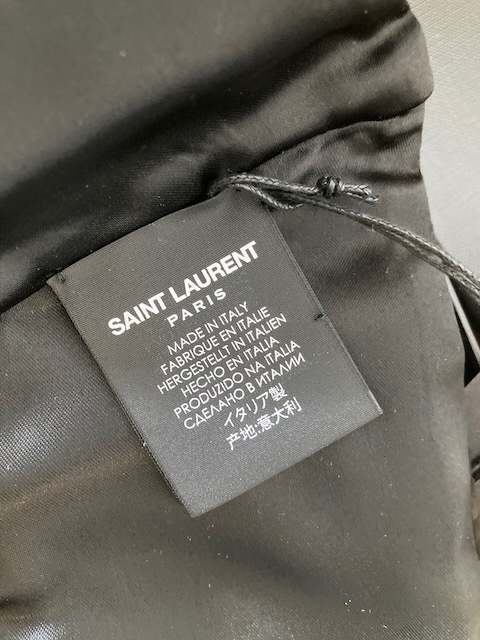 SAINT LAURENT
PARIS
MADE IN ITALY
FABRIQUE EN ITALIE
HERGESTELLT IN ITALIEN
HECHO EN ITALIA
PRODUZIDO NA ITALIA
СДЕЛАНО В ИТАЛИИ
イタリア製
产地:意大利